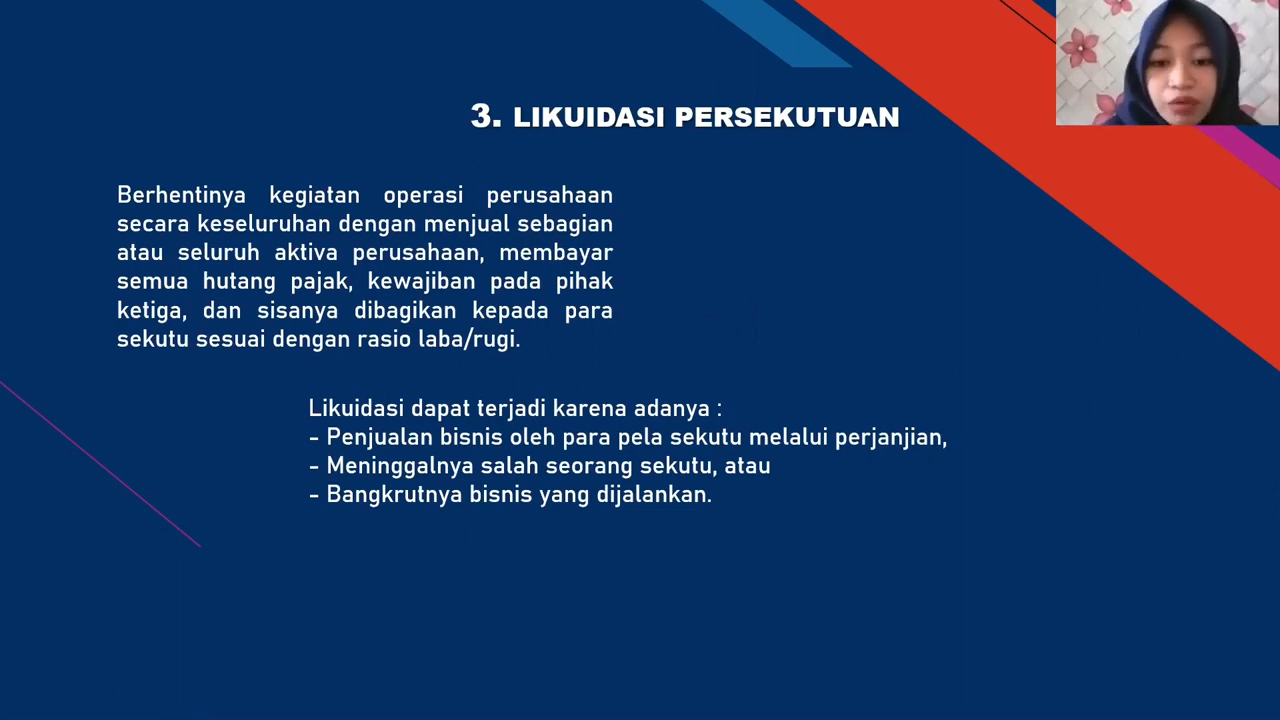 3. LIKUIDASI PERSEKUTUAN
Berhentinya kegiatan operasi perusahaan
secara keseluruhan dengan menjual sebagian
atau seluruh aktiva perusahaan, membayar
semua hutang pajak, kewajiban pada pihak
ketiga, dan sisanya dibagikan kepada para
sekutu sesuai dengan rasio laba/rugi.
Likuidasi dapat terjadi karena adanya :
- Penjualan bisnis oleh para pela sekutu melalui perjanjian,
- Meninggalnya salah seorang sekutu, atau
- Bangkrutnya bisnis yang dijalankan.